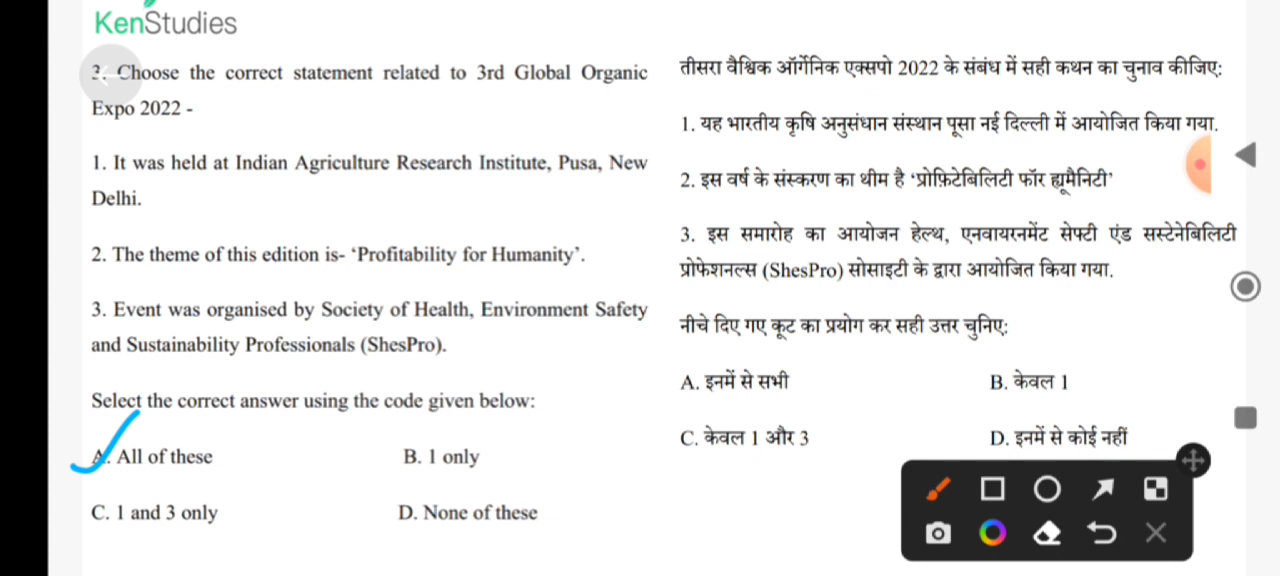 KenStudies
3. Choose the correct statement related to 3rd Global Organic
Expo 2022 -
1. It was held at Indian Agriculture Research Institute, Pusa, New
Delhi.
2. The theme of this edition is- ‘Profitability for Humanity’.
3. Event was organised by Society of Health, Environment Safety
and Sustainability Professionals (ShesPro).
Select the correct answer using the code given below:
A. All of these B. 1 only
C. 1 and 3 only D. None of these
तीसरा वैश्विक ऑर्गेनिक एक्सपो 2022 के संबंध में सही कथन का चुनाव कीजिए:
1. यह भारतीय कृषि अनुसंधान संस्थान पूसा नई दिल्ली में आयोजित किया गया.
2. इस वर्ष के संस्करण का थीम है ‘प्रोफ़िटेबिलिटी फॉर ह्यूमैनिटी’
3. इस समारोह का आयोजन हेल्थ, एनवायरनमेंट सेफ्टी एंड सस्टेनेबिलिटी
प्रोफेशनल्स (ShesPro) सोसाइटी के द्वारा आयोजित किया गया.
नीचे दिए गए कूट का प्रयोग कर सही उत्तर चुनिए:
A. इनमें से सभी B. केवल 1
C. केवल 1 और 3 D. इनमें से कोई नहीं